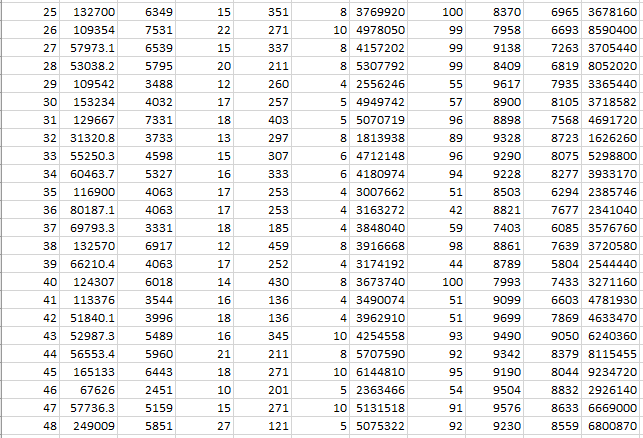 25 132700 6349 15 351 8 3769920 100 8370 6965 3678160
26 109354 7531 22 271 10 4978050 99 7958 6693 8590400
27 57973.1 6539 15 337 8 4157202 99 9138 7263 3705440
28 53038.2 5795 20 211 8 5307792 99 8409 6819 8052020
29 109542 3488 12 260 4 2556246 55 9617 7935 3365440
30 153234 4032 17 257 5 4949742 57 8900 8105 3718582
31 129667 7331 18 403 5 5070719 96 8898 7568 4691720
32 31320.8 3733 13 297 8 1813938 89 9328 8723 1626260
33 55250.3 4598 15 307 6 4712148 96 9290 8075 5298800
34 60463.7 5327 16 333 6 4180974 94 9228 8277 3933170
35 116900 4063 17 253 4 3007662 51 8503 6294 2385746
36 80187.1 4063 17 253 4 3163272 42 8821 7677 2341040
37 69793.3 3331 18 185 4 3848040 59 7403 6085 3576760
38 132570 6917 12 459 8 3916668 98 8861 7639 3720580
39 66210.4 4063 17 252 4 3174192 44 8789 5804 2544440
40 124307 6018 14 430 8 3673740 100 7993 7433 3271160
41 113376 3544 16 136 4 3490074 51 9099 6603 4781930
42 51840.1 3996 18 136 4 3962910 51 9699 7869 4633470
43 52987.3 5489 16 345 10 4254558 93 9490 9050 6240360
44 56553.4 5960 21 211 8 5707590 92 9342 8379 8115455
45 165133 6443 18 271 10 6144810 95 9190 8044 9234720
46 67626 2451 10 201 5 2363466 54 9504 8832 2926140
47 57736.3 5159 15 271 10 5131518 91 9576 8633 6669000
48 249009 5851 27 121 5 5075322 92 9230 8559 6800870